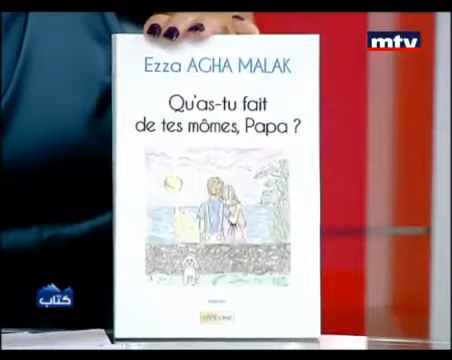 mtv
Ezza AGHA MALAK
Qu'as-tu fait
de tes mômes, Papa ?
كتاب